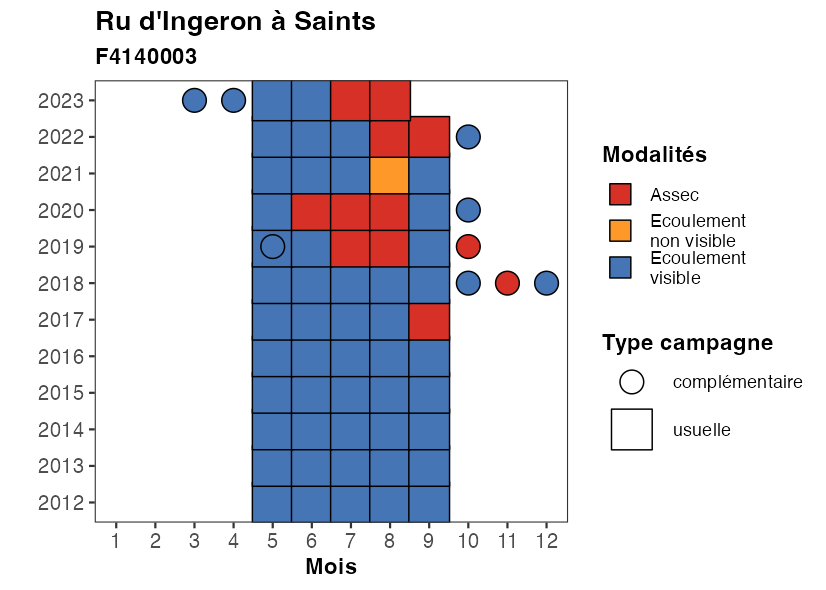 Ru d'Ingeron à Saints
F4140003
2023
2022
2021
2020
2019
2018
2017
2016
2015
2014
2013
2012
1 2 3 4 5 6 7 8 9 10 11 12
Mois
Modalités
Assec
Ecoulement
non visible
Ecoulement
visible
Type campagne
complémentaire
usuelle